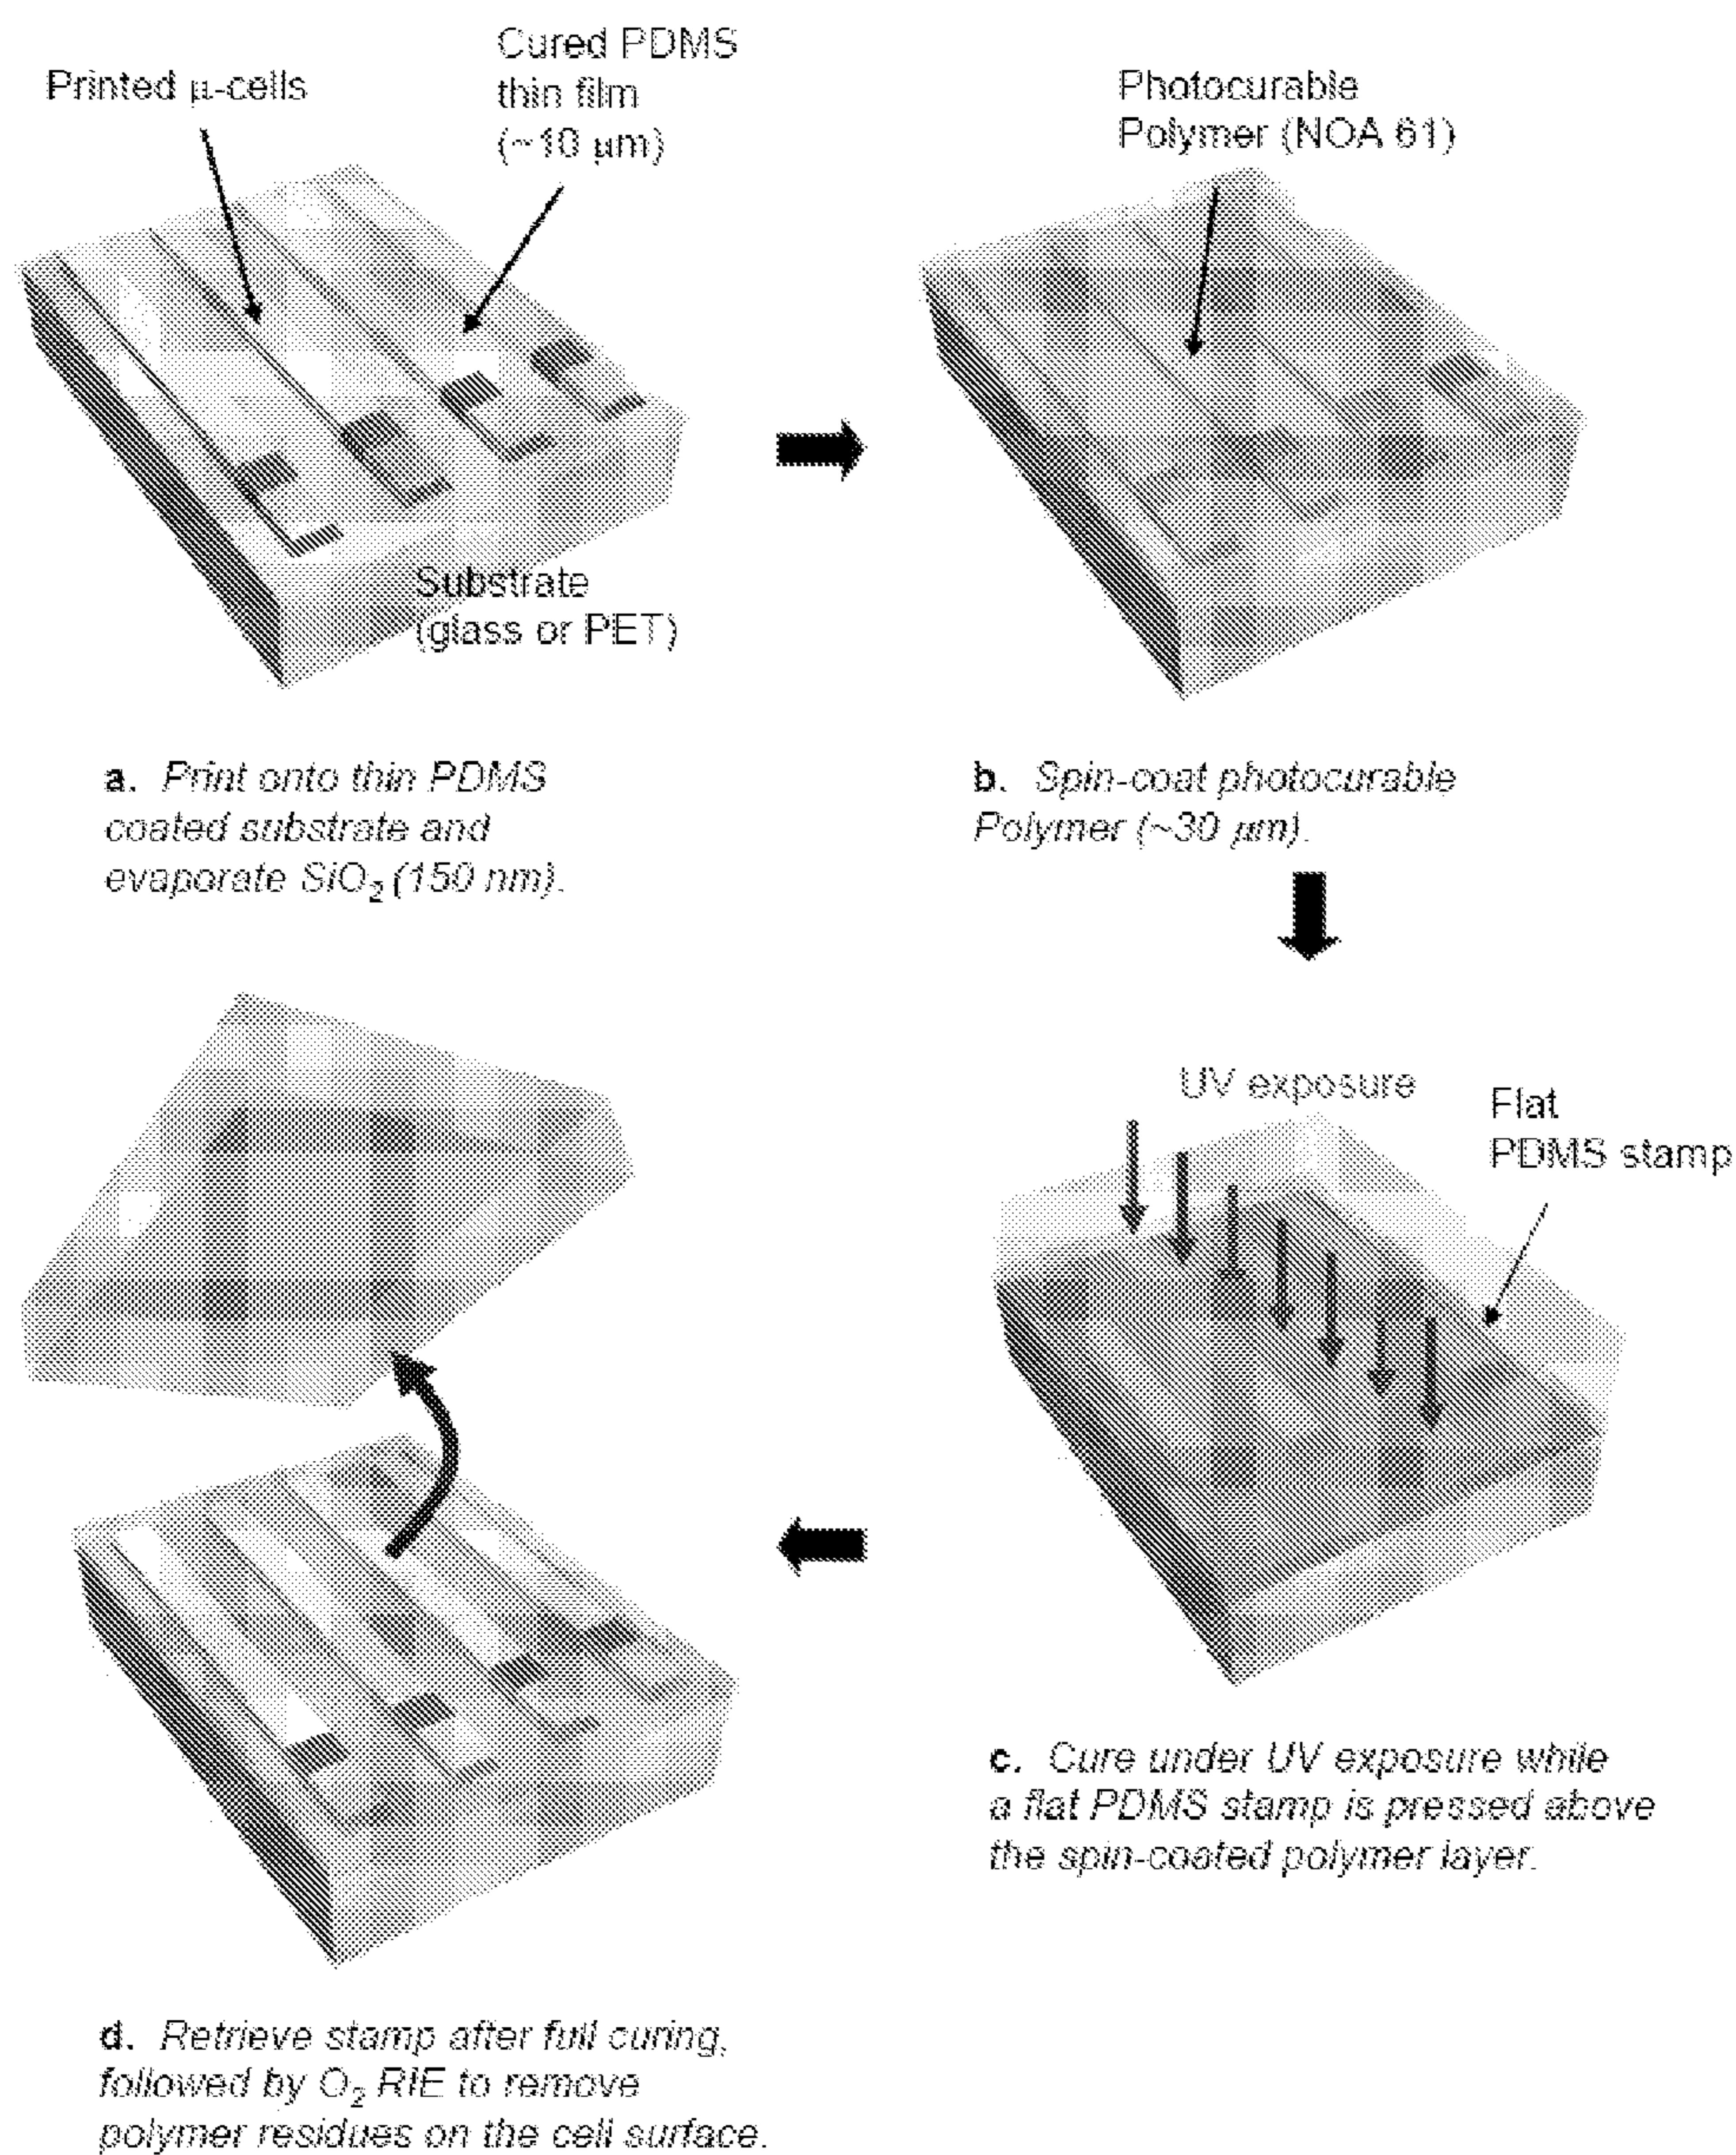 Printed μ-cells
Cured PDMS
thin film
(~10 μm)
Substrate
(glass or PET)
a. Print onto thin PDMS
coated substrate and
evaporate SiO₂ (150 nm).
Photocurable
Polymer (NOA 61)
b. Spin-coat photocurable
Polymer (~30 μm).
UV exposure
Flat
PDMS stamp
c. Cure under UV exposure while
a flat PDMS stamp is pressed above
the spin-coated polymer layer.
d. Retrieve stamp after full curing,
followed by O₂ RIE to remove
polymer residues on the cell surface.